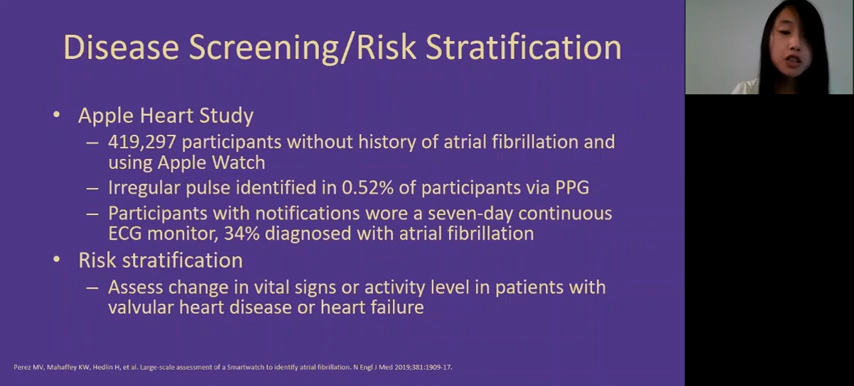 Disease Screening/Risk Stratification
• Apple Heart Study
– 419,297 participants without history of atrial fibrillation and
using Apple Watch
– Irregular pulse identified in 0.52% of participants via PPG
– Participants with notifications wore a seven-day continuous
ECG monitor, 34% diagnosed with atrial fibrillation
• Risk stratification
– Assess change in vital signs or activity level in patients with
valvular heart disease or heart failure
Perez MV, Mahaffey KW, Hedlin H, et al. Large-scale assessment of a Smartwatch to identify atrial fibrillation. N Engl J Med 2019;381:1909-17.